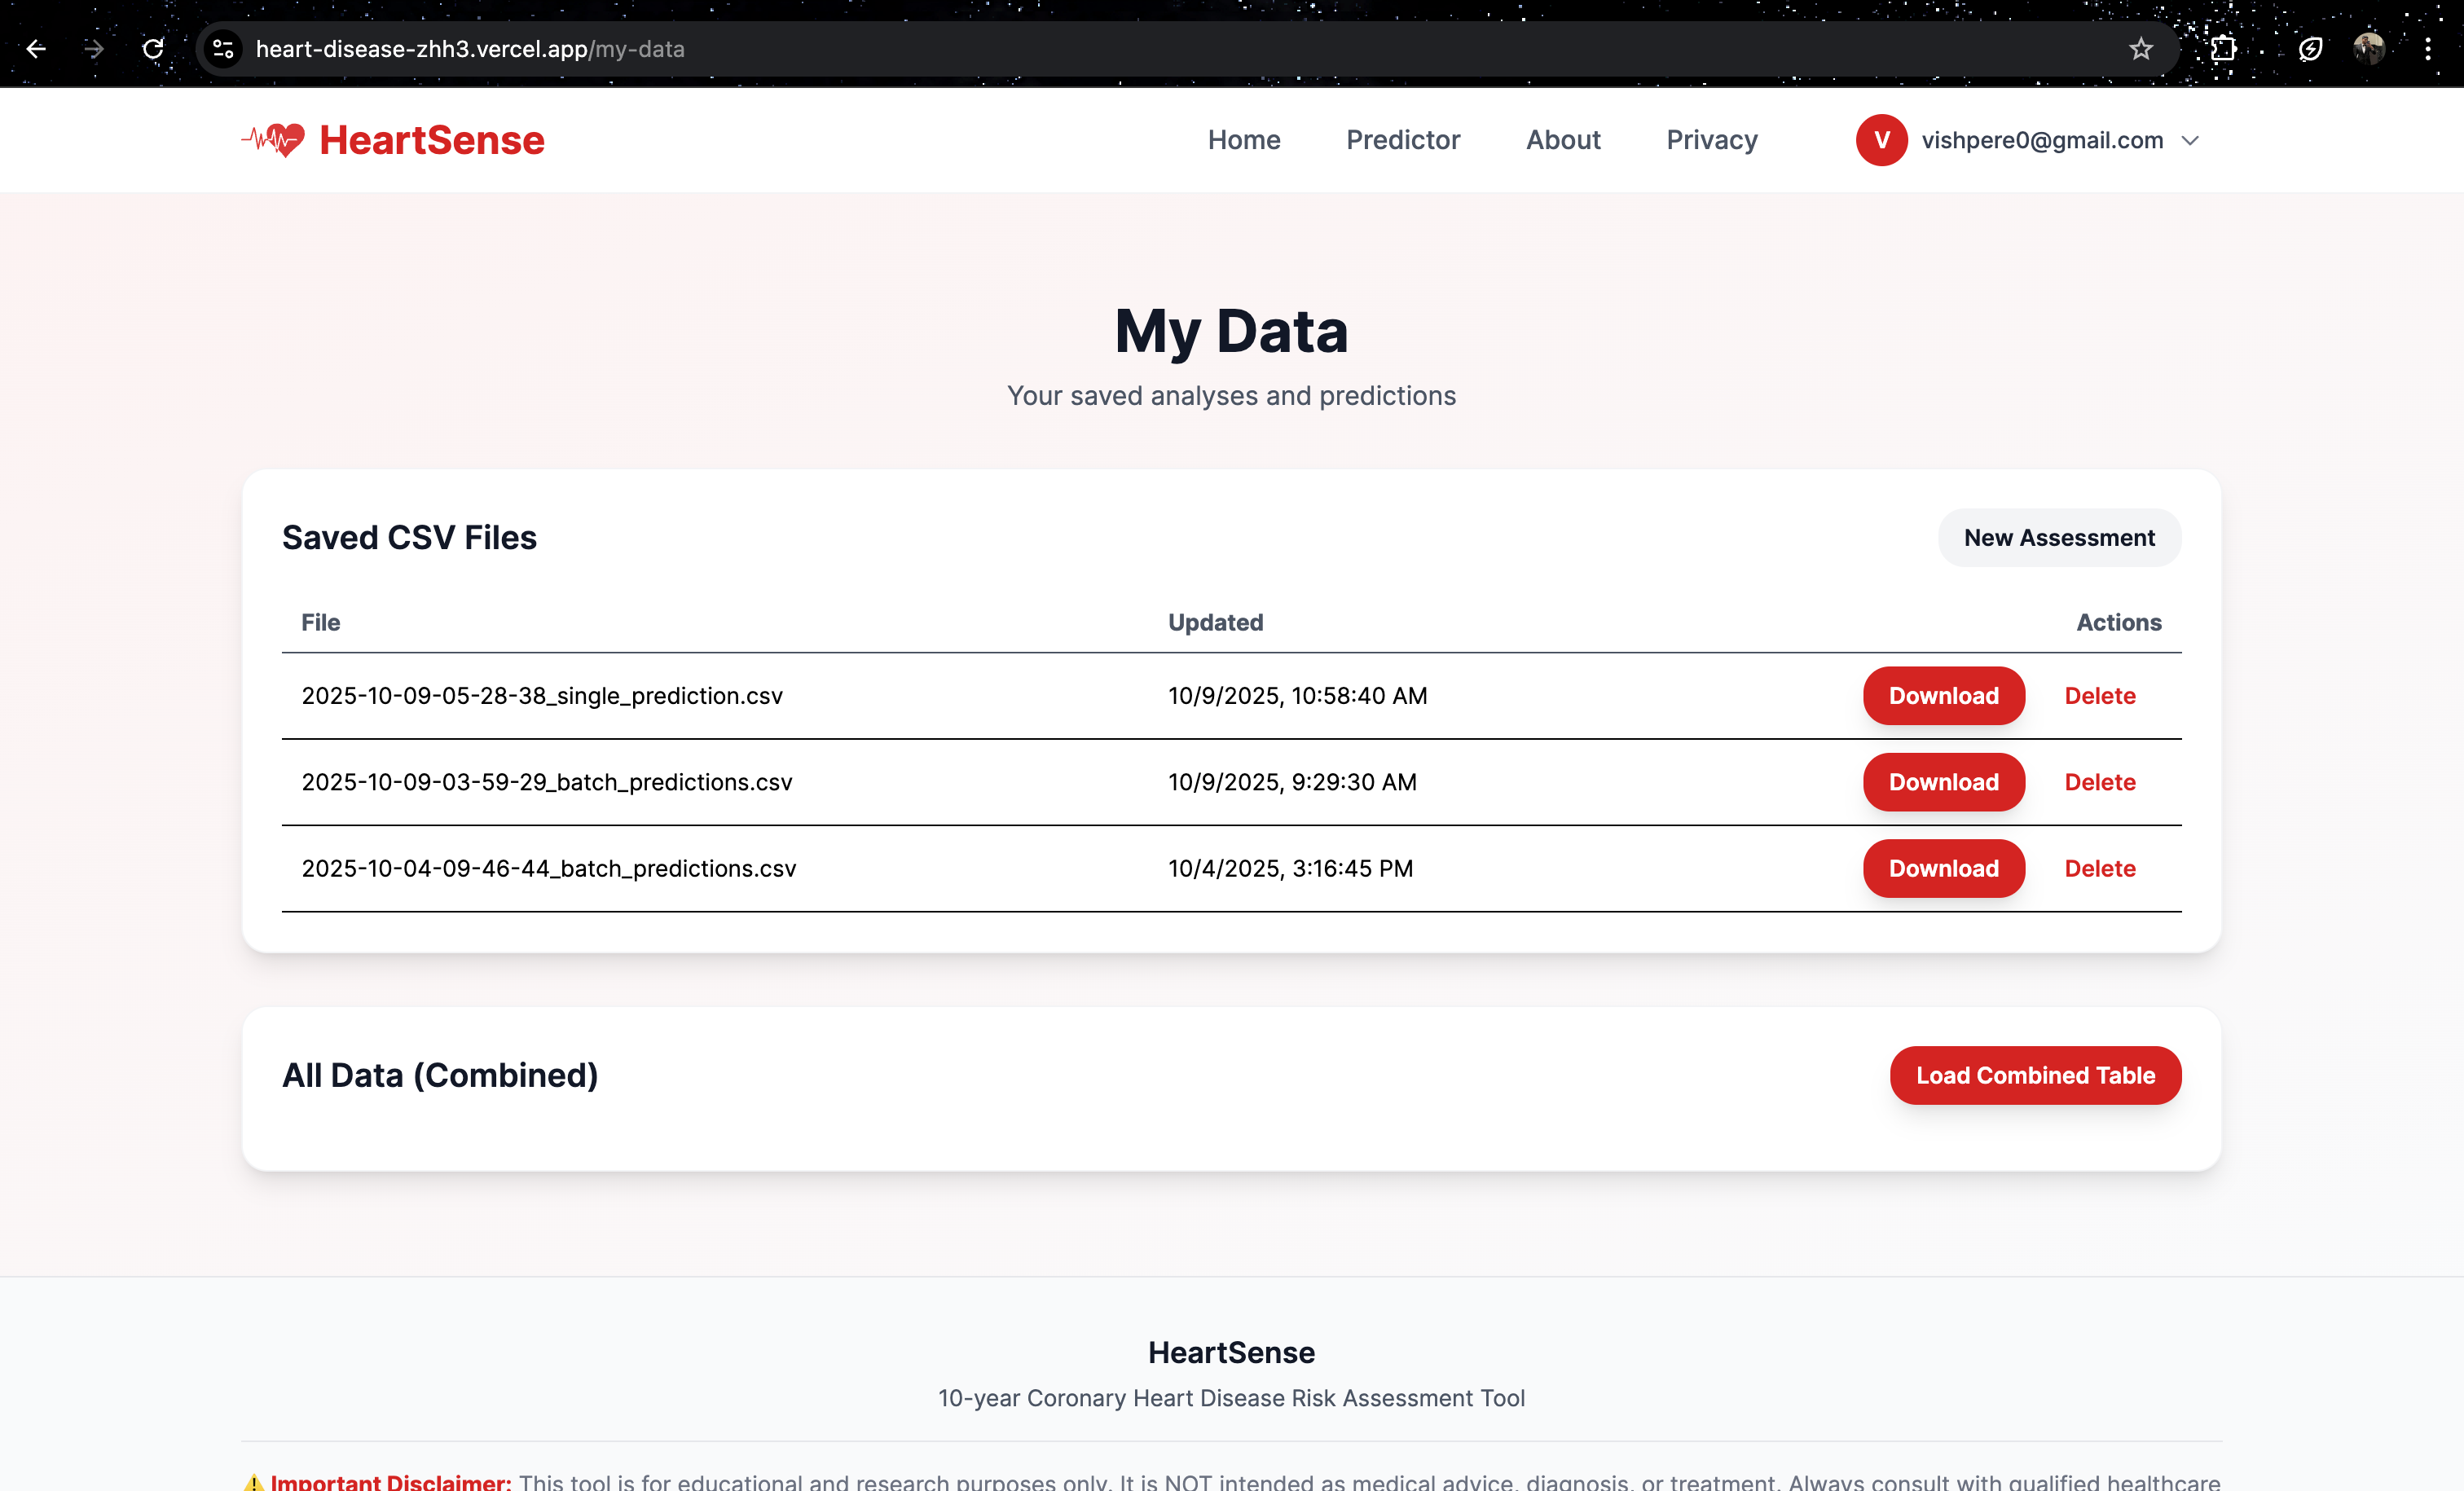 heart-disease-zhh3.vercel.app/my-data
HeartSense
Home Predictor About Privacy V vishpere0@gmail.com
My Data
Your saved analyses and predictions
Saved CSV Files New Assessment
File Updated Actions
2025-10-09-05-28-38_single_prediction.csv 10/9/2025, 10:58:40 AM Download Delete
2025-10-09-03-59-29_batch_predictions.csv 10/9/2025, 9:29:30 AM Download Delete
2025-10-04-09-46-44_batch_predictions.csv 10/4/2025, 3:16:45 PM Download Delete
All Data (Combined) Load Combined Table
HeartSense
10-year Coronary Heart Disease Risk Assessment Tool
⚠️ Important Disclaimer: This tool is for educational and research purposes only. It is NOT intended as medical advice, diagnosis, or treatment. Always consult with qualified healthcare